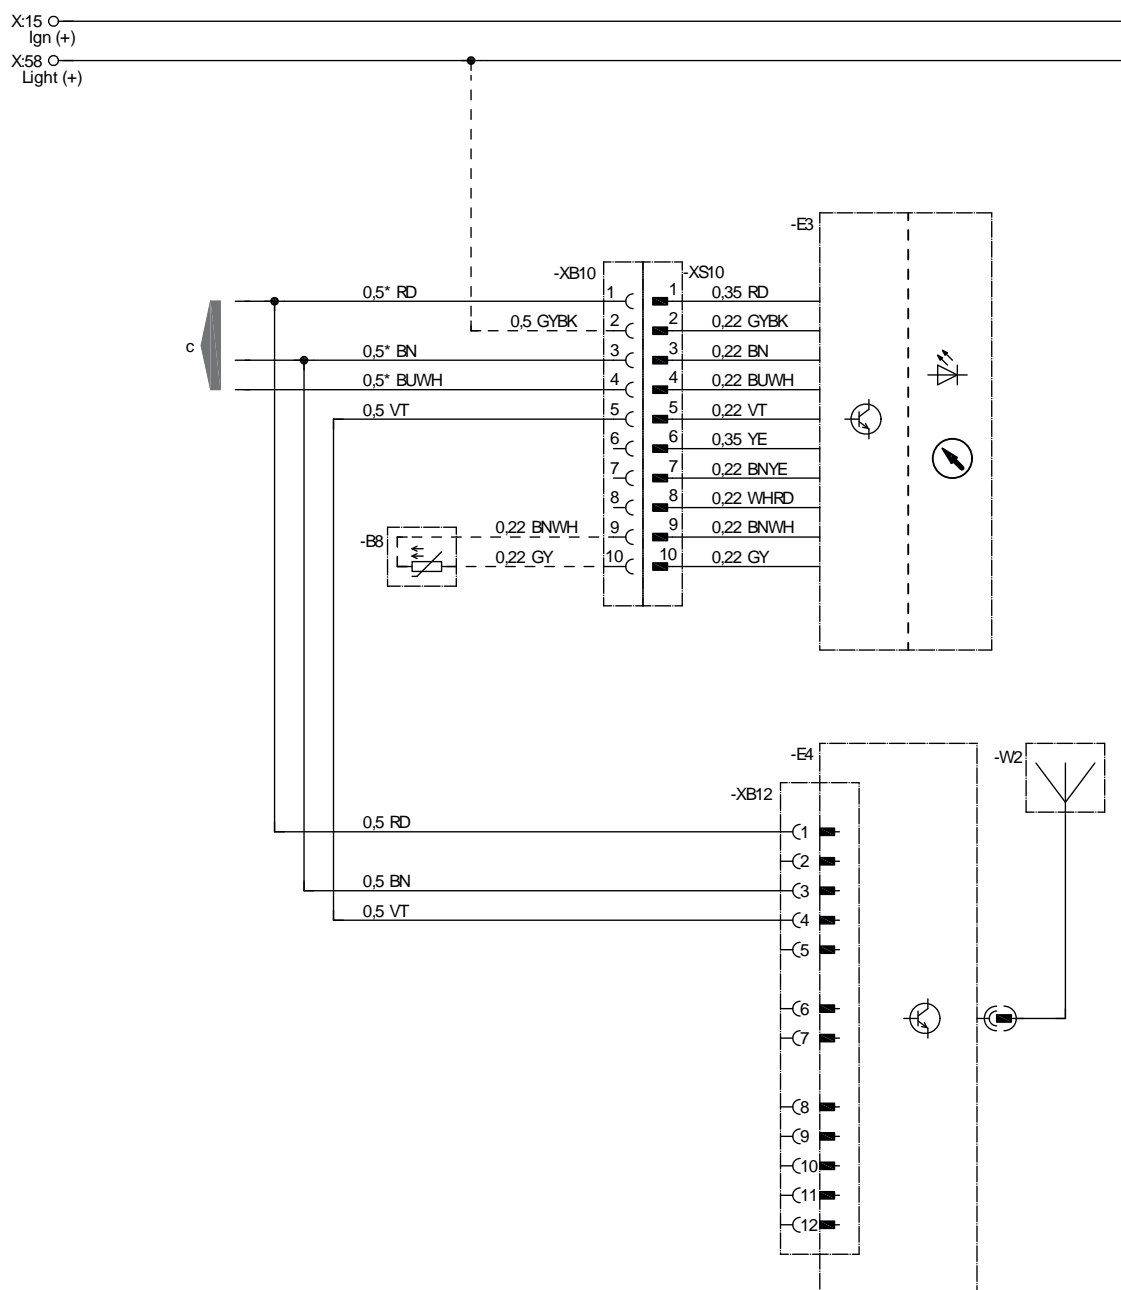 X:15
Ign (+)
X:58
Light (+)
-E3
-XB10
-XS10
0,5* RD
1
1
0,35 RD
0,5 GYBK
2
2
0,22 GYBK
c
0,5* BN
3
3
0,22 BN
0,5* BUWH
4
4
0,22 BUWH
0,5 VT
5
5
0,22 VT
6
6
0,35 YE
7
7
0,22 BNYE
8
8
0,22 WHRD
-B8
0,22 BNWH
9
9
0,22 BNWH
0,22 GY
10
10
0,22 GY
-E4
-W2
-XB12
0,5 RD
1
2
0,5 BN
3
0,5 VT
4
5
6
7
8
9
10
11
12